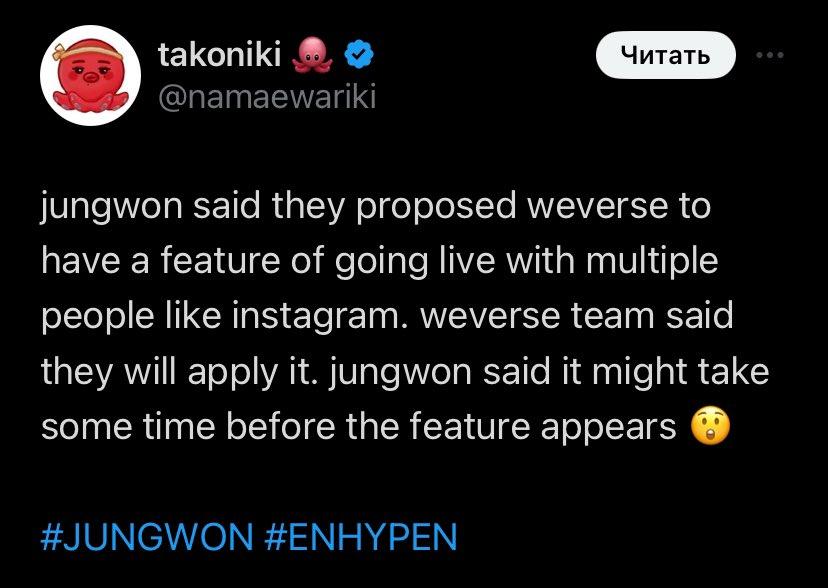 takoniki 🐙
Читать
@namaewariki
jungwon said they proposed weverse to
have a feature of going live with multiple
people like instagram. weverse team said
they will apply it. jungwon said it might take
some time before the feature appears 😲
#JUNGWON #ENHYPEN